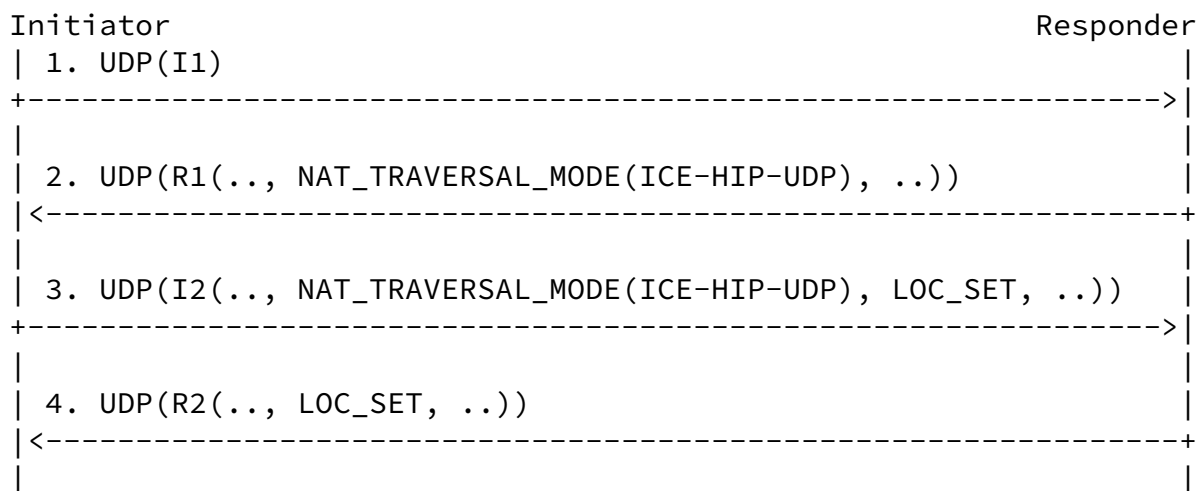 Initiator Responder
| 1. UDP(I1) |
+--------------------------------------------------------------->|
| |
| 2. UDP(R1(.., NAT_TRAVERSAL_MODE(ICE-HIP-UDP), ..)) |
|<---------------------------------------------------------------+
| |
| 3. UDP(I2(.., NAT_TRAVERSAL_MODE(ICE-HIP-UDP), LOC_SET, ..)) |
+--------------------------------------------------------------->|
| |
| 4. UDP(R2(.., LOC_SET, ..)) |
|<---------------------------------------------------------------+
| |